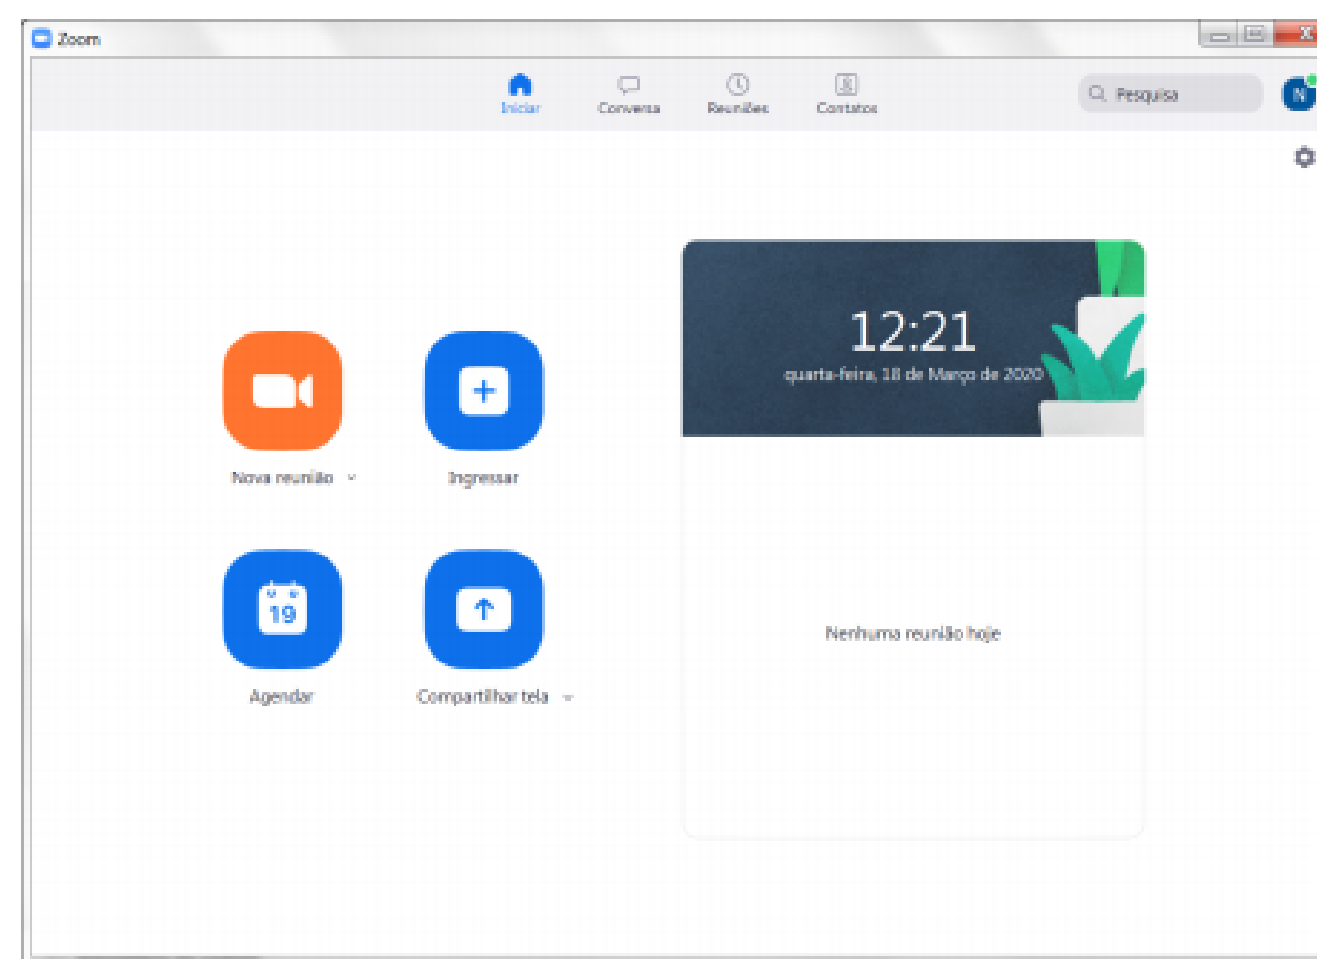 Zoom
Iniciar
Conversa
Reuniões
Contatos
Pesquisa
N
12:21
quarta-feira, 18 de Março de 2020
Nova reunião
Ingressar
19
Agendar
Compartilhar tela
Nenhuma reunião hoje